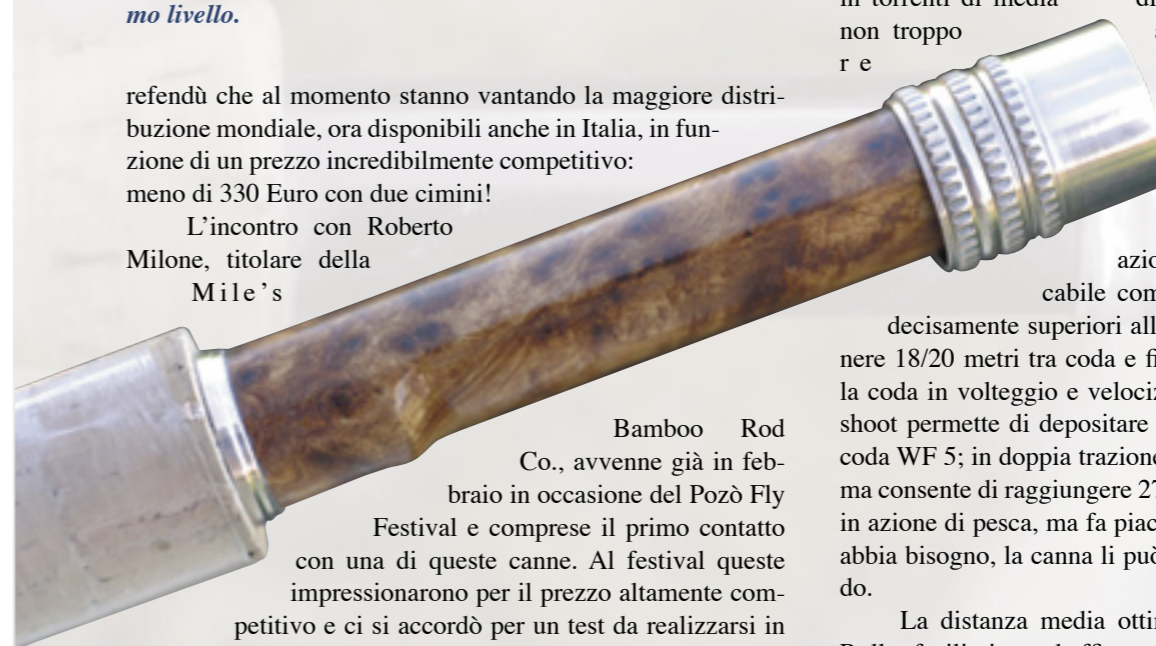 mo livello.
refendù che al momento stanno vantando la maggiore distri-
buzione mondiale, ora disponibili anche in Italia, in fun-
zione di un prezzo incredibilmente competitivo:
meno di 330 Euro con due cimini!
L'incontro con Roberto
Milone, titolare della
Mile's
Bamboo Rod
Co., avvenne già in feb-
braio in occasione del Pozò Fly
Festival e comprese il primo contatto
con una di queste canne. Al festival queste
impressionarono per il prezzo altamente com-
petitivo e ci si accordò per un test da realizzarsi in
in torrenti di media
non troppo
r e
azio
cabile com
decisamente superiori all
nere 18/20 metri tra coda e fi
la coda in volteggio e veloci
shoot permette di depositare
coda WF 5; in doppia trazione
ma consente di raggiungere 27
in azione di pesca, ma fa piac
abbia bisogno, la canna li può
do.
La distanza media otti